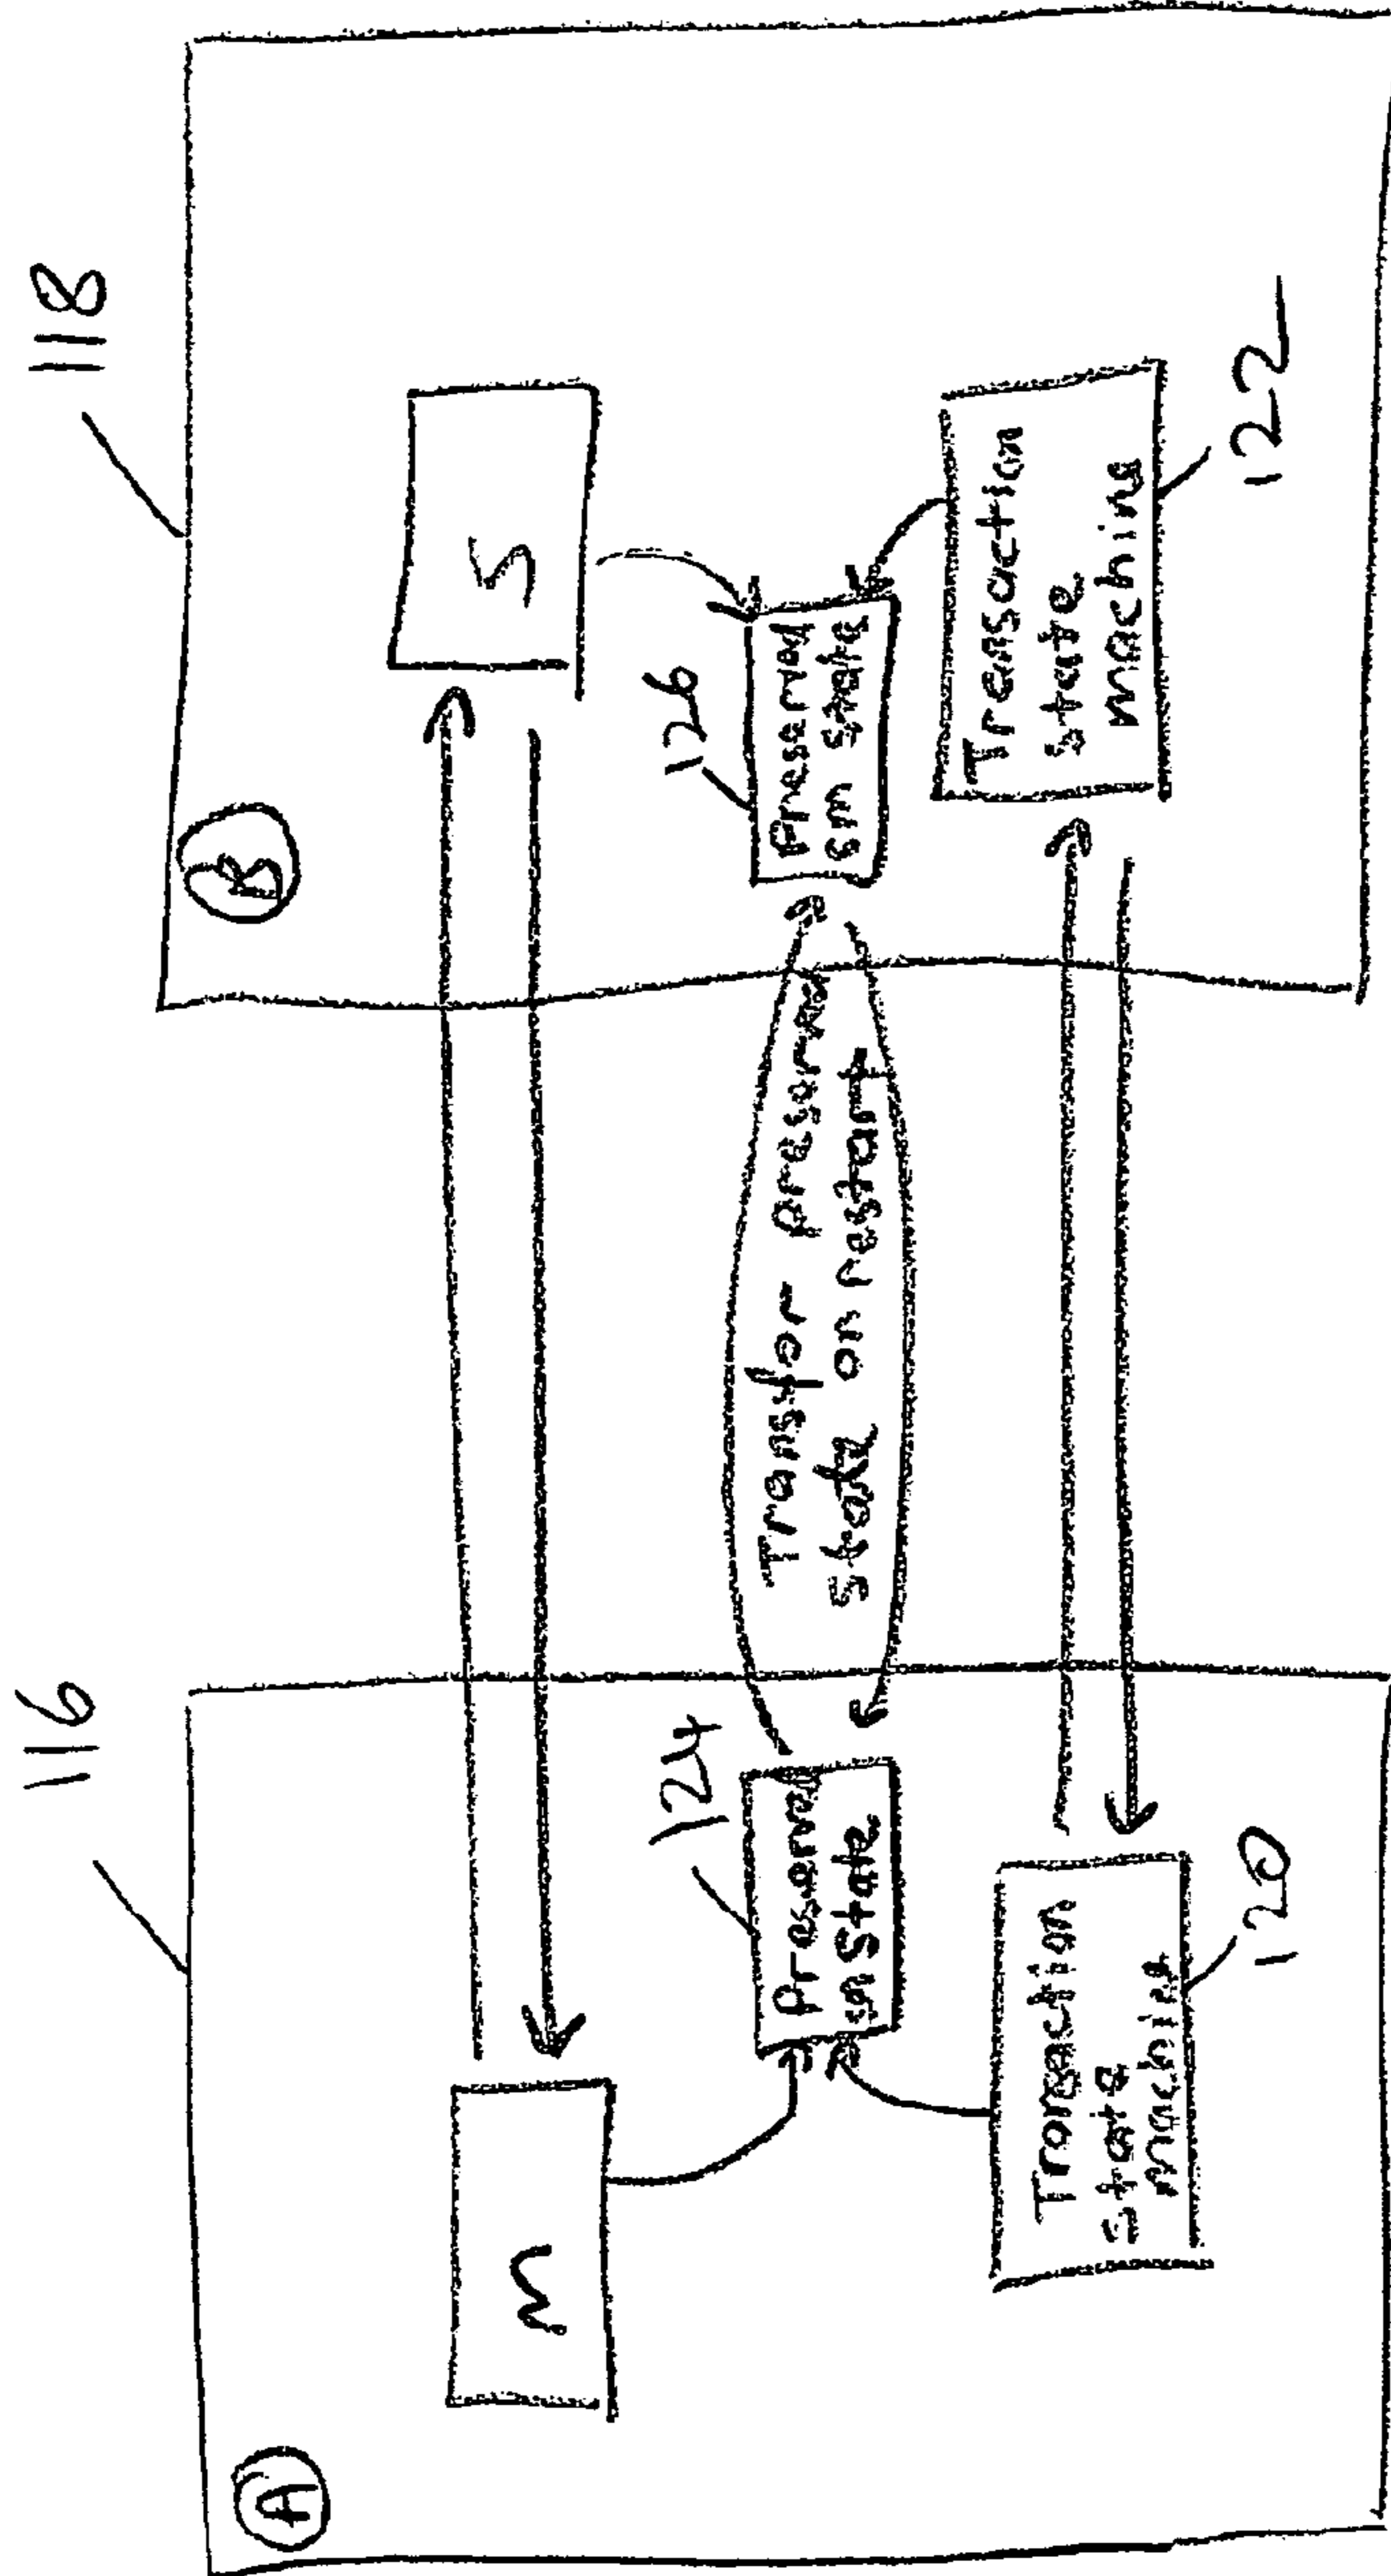 116
118
A
B
m
S
124
126
Preserved
sm state
Transfer preserved
state on restart
Preserved
sm state
Transaction
state
machine
120
Transaction
state
machine
122